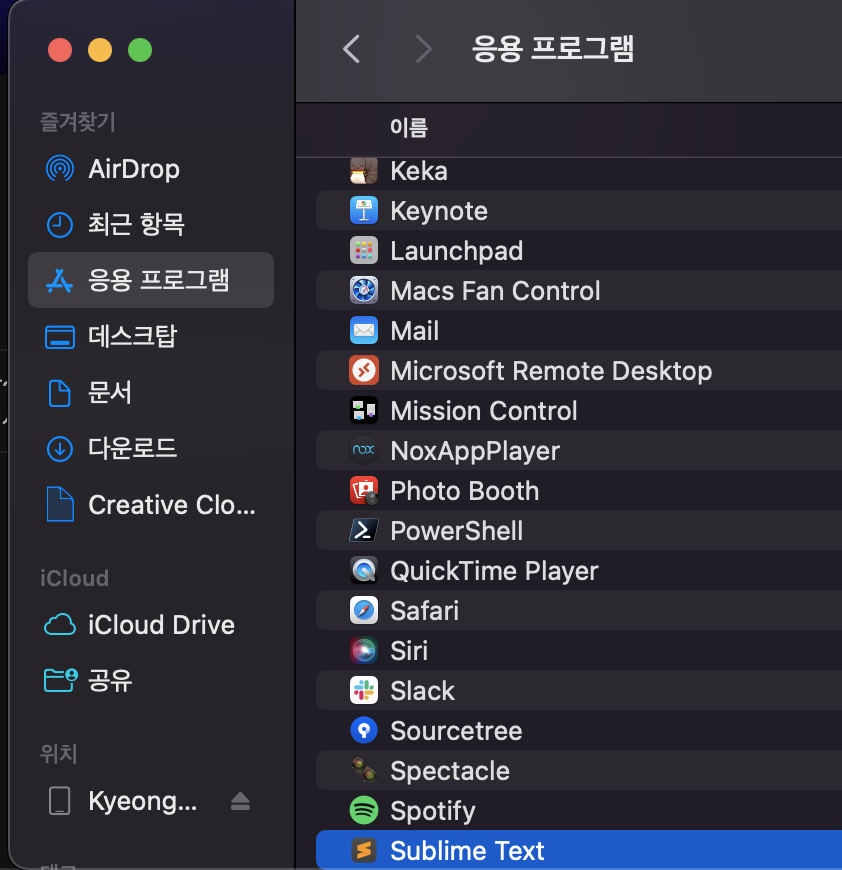 즐겨찾기
AirDrop
최근 항목
응용 프로그램
데스크탑
문서
다운로드
Creative Clo...
iCloud
iCloud Drive
공유
위치
Kyeong...
응용 프로그램
이름
Keka
Keynote
Launchpad
Macs Fan Control
Mail
Microsoft Remote Desktop
Mission Control
NoxAppPlayer
Photo Booth
PowerShell
QuickTime Player
Safari
Siri
Slack
Sourcetree
Spectacle
Spotify
Sublime Text